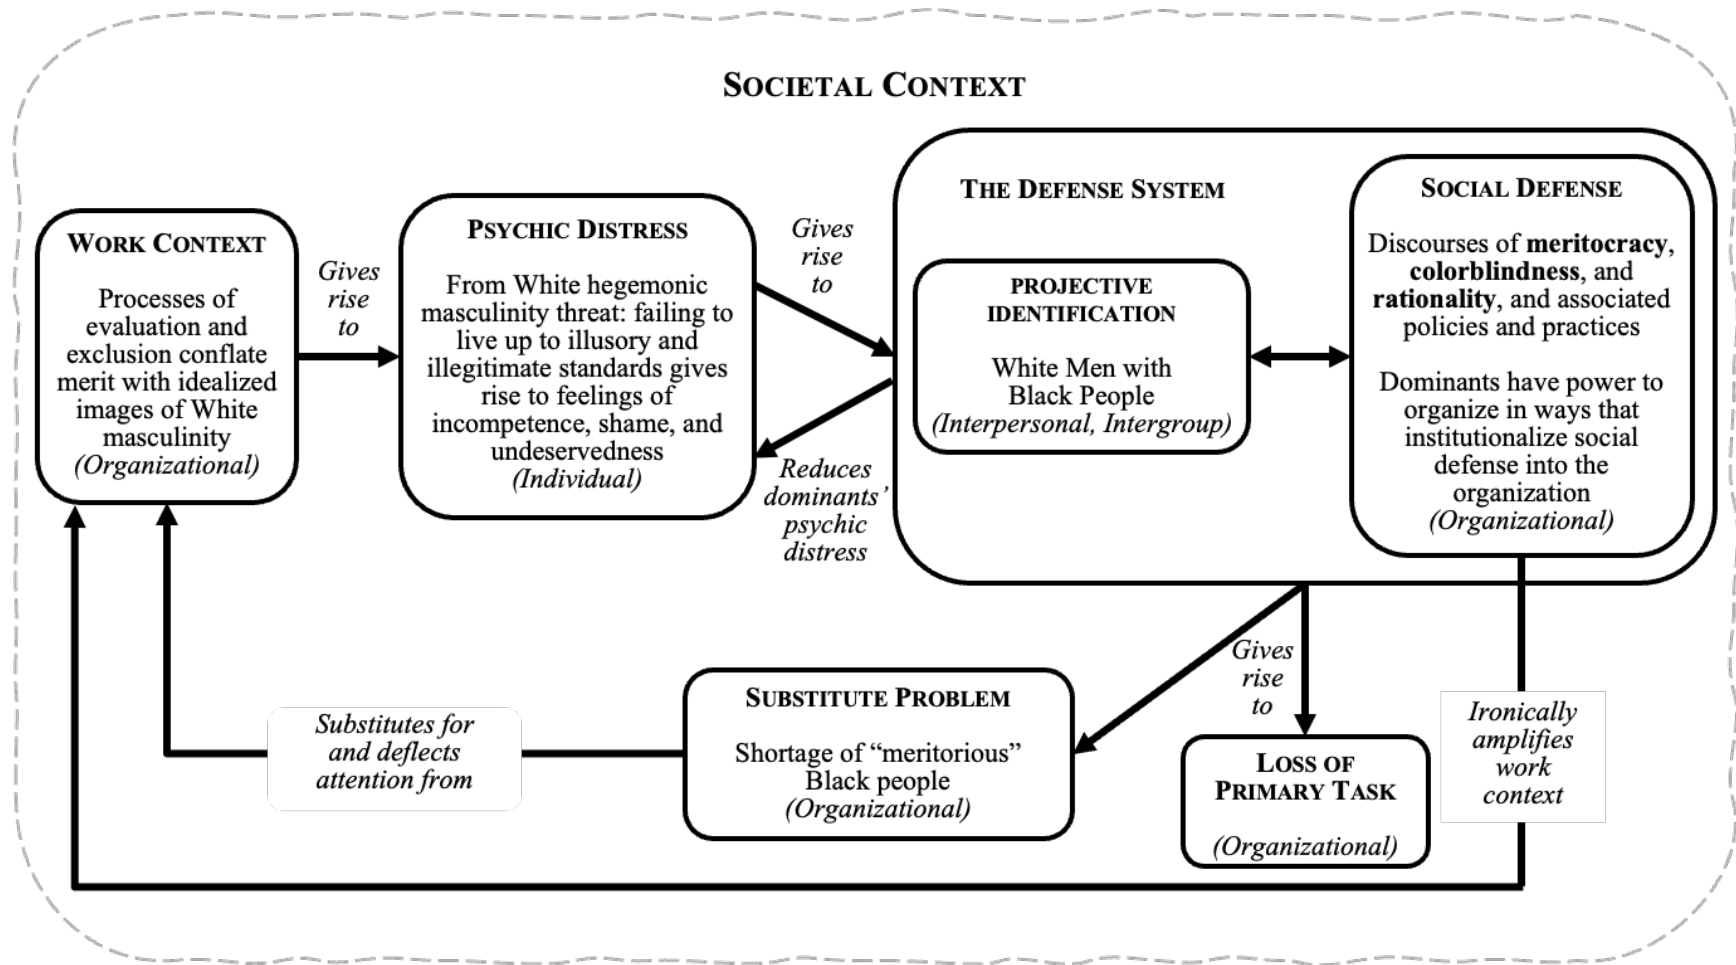 SOCIETAL CONTEXT
WORK CONTEXT
Processes of
evaluation and
exclusion conflate
merit with idealized
images of White
masculinity
(Organizational)
Gives
rise
to
PSYCHIC DISTRESS
From White hegemonic
masculinity threat: failing to
live up to illusory and
illegitimate standards gives
rise to feelings of
incompetence, shame, and
undeservedness
(Individual)
Gives
rise
to
Reduces
dominants’
psychic
distress
THE DEFENSE SYSTEM
PROJECTIVE
IDENTIFICATION
White Men with
Black People
(Interpersonal, Intergroup)
SOCIAL DEFENSE
Discourses of meritocracy,
colorblindness, and
rationality, and associated
policies and practices
Dominants have power to
organize in ways that
institutionalize social
defense into the
organization
(Organizational)
Substitutes for
and deflects
attention from
SUBSTITUTE PROBLEM
Shortage of “meritorious”
Black people
(Organizational)
Gives
rise
to
LOSS OF
PRIMARY TASK
(Organizational)
Ironically
amplifies
work
context